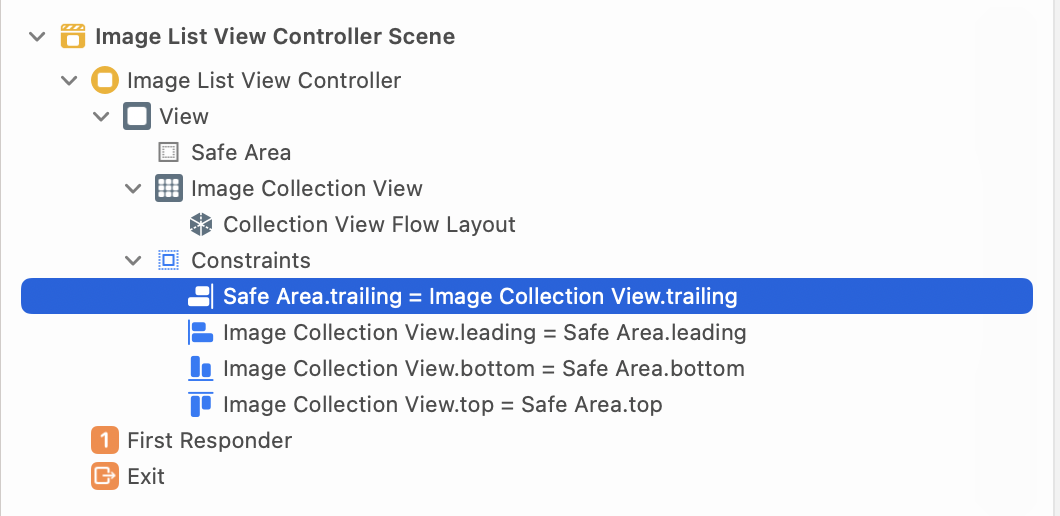 Image List View Controller Scene
Image List View Controller
View
Safe Area
Image Collection View
Collection View Flow Layout
Constraints
Safe Area.trailing = Image Collection View.trailing
Image Collection View.leading = Safe Area.leading
Image Collection View.bottom = Safe Area.bottom
Image Collection View.top = Safe Area.top
1 First Responder
Exit